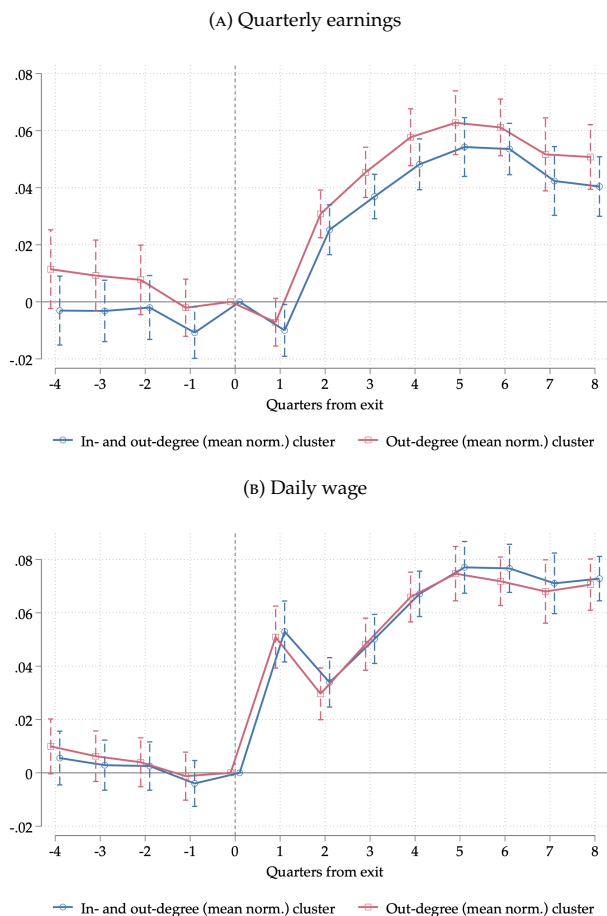 (A) Quarterly earnings
.08
.06
.04
.02
0
-.02
-4 -3 -2 -1 0 1 2 3 4 5 6 7 8
Quarters from exit
In- and out-degree (mean norm.) cluster Out-degree (mean norm.) cluster
(B) Daily wage
.08
.06
.04
.02
0
-.02
-4 -3 -2 -1 0 1 2 3 4 5 6 7 8
Quarters from exit
In- and out-degree (mean norm.) cluster Out-degree (mean norm.) cluster